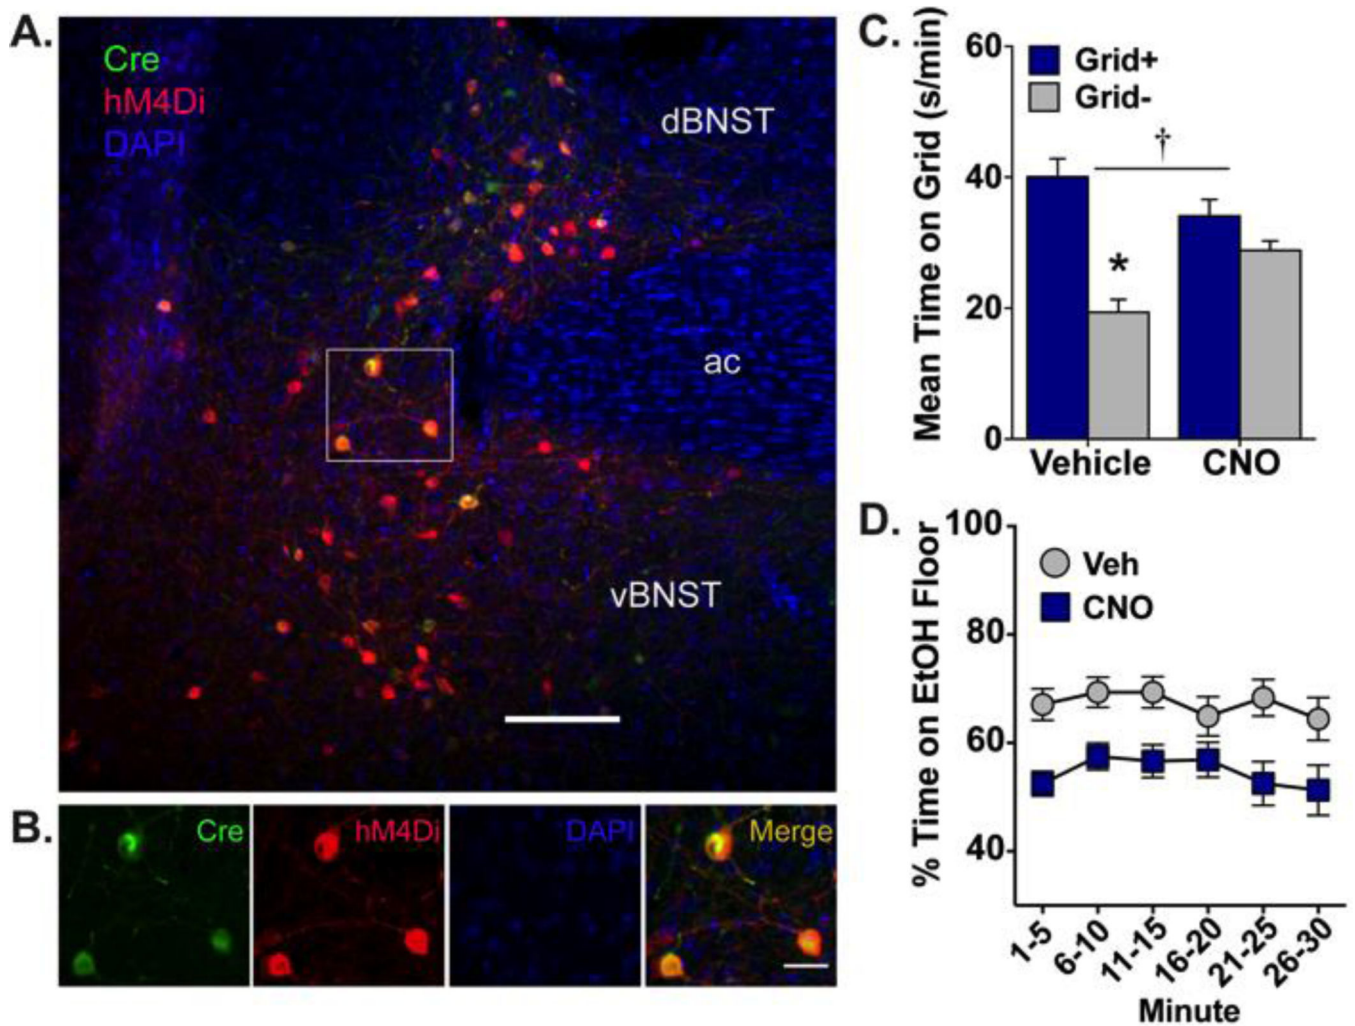 A.
Cre
hM4Di
DAPI
dBNST
ac
vBNST
B.
Cre
hM4Di
DAPI
Merge
C.
Mean Time on Grid (s/min)
60
40
20
0
Grid+
Grid-
†
*
Vehicle
CNO
D.
% Time on EtOH Floor
100
80
60
40
Veh
CNO
1-5
6-10
11-15
16-20
21-25
26-30
Minute